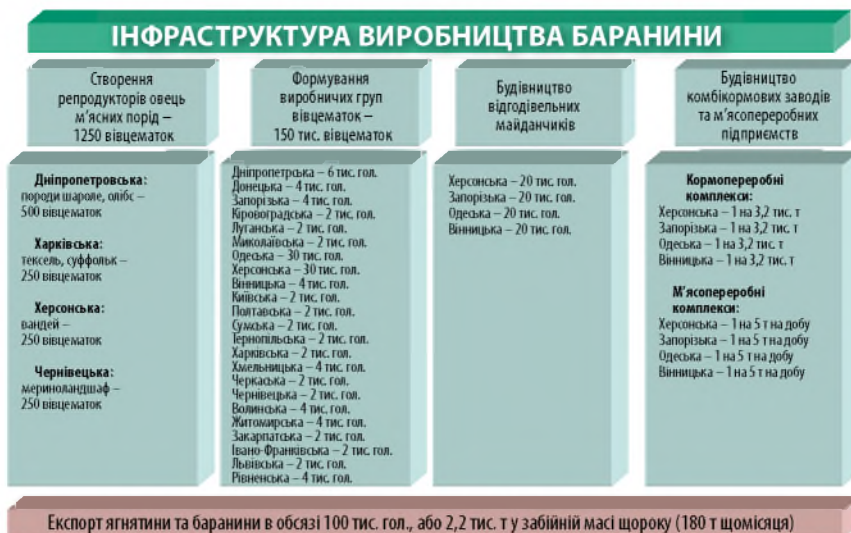 ІНФРАСТРУКТУРА ВИРОБНИЦТВА БАРАНИНИ
Створення
репродукторів овець
м'ясних порід –
1250 вівцематок
Дніпропетровська:
породи шароле, олібс –
500 вівцематок
Харківська:
тексель, суффольк –
250 вівцематок
Херсонська:
вандей –
250 вівцематок
Чернівецька:
мериноландшаф –
250 вівцематок
Формування
виробничих груп
вівцематок –
150 тис. вівцематок
Дніпропетрська – 6 тис. гол.
Донецька – 4 тис. гол.
Запорізька – 4 тис. гол.
Кіровоградська – 2 тис. гол.
Луганська – 2 тис. гол.
Миколаївська – 2 тис. гол.
Одеська – 30 тис. гол.
Херсонська – 30 тис. гол.
Вінницька – 4 тис. гол.
Київська – 2 тис. гол.
Полтавська – 2 тис. гол.
Сумська – 2 тис. гол.
Тернопільська – 2 тис. гол.
Харківська – 2 тис. гол.
Хмельницька – 4 тис. гол.
Черкаська – 2 тис. гол.
Чернівецька – 2 тис. гол.
Волинська – 4 тис. гол.
Житомирська – 4 тис. гол.
Закарпатська – 2 тис. гол.
Івано-Франківська – 2 тис. гол.
Львівська – 2 тис. гол.
Рівненська – 4 тис. гол.
Будівництво
відгодівельних
майданчиків
Херсонська – 20 тис. гол.
Запорізька – 20 тис. гол.
Одеська – 20 тис. гол.
Вінницька – 20 тис. гол.
Будівництво
комбікормових заводів
та м'ясопереробних
підприємств
Кормопереробні
комплекси:
Херсонська – 1 на 3,2 тис. т
Запорізька – 1 на 3,2 тис. т
Одеська – 1 на 3,2 тис. т
Вінницька – 1 на 3,2 тис. т
М'ясопереробні
комплекси:
Херсонська – 1 на 5 т на добу
Запорізька – 1 на 5 т на добу
Одеська – 1 на 5 т на добу
Вінницька – 1 на 5 т на добу
Експорт ягнятини та баранини в обсязі 100 тис. гол., або 2,2 тис. т у забійній масі щороку (180 т щомісяця)